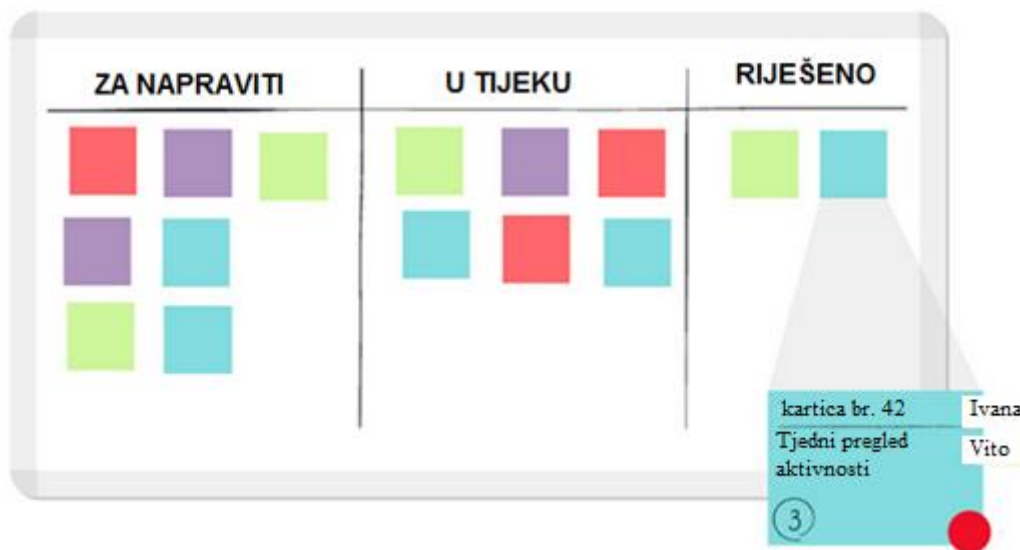 ZA NAPRAVITI
U TIJEKU
RIJEŠENO
kartica br. 42
Ivana
Tjedni pregled
aktivnosti
Vito
3